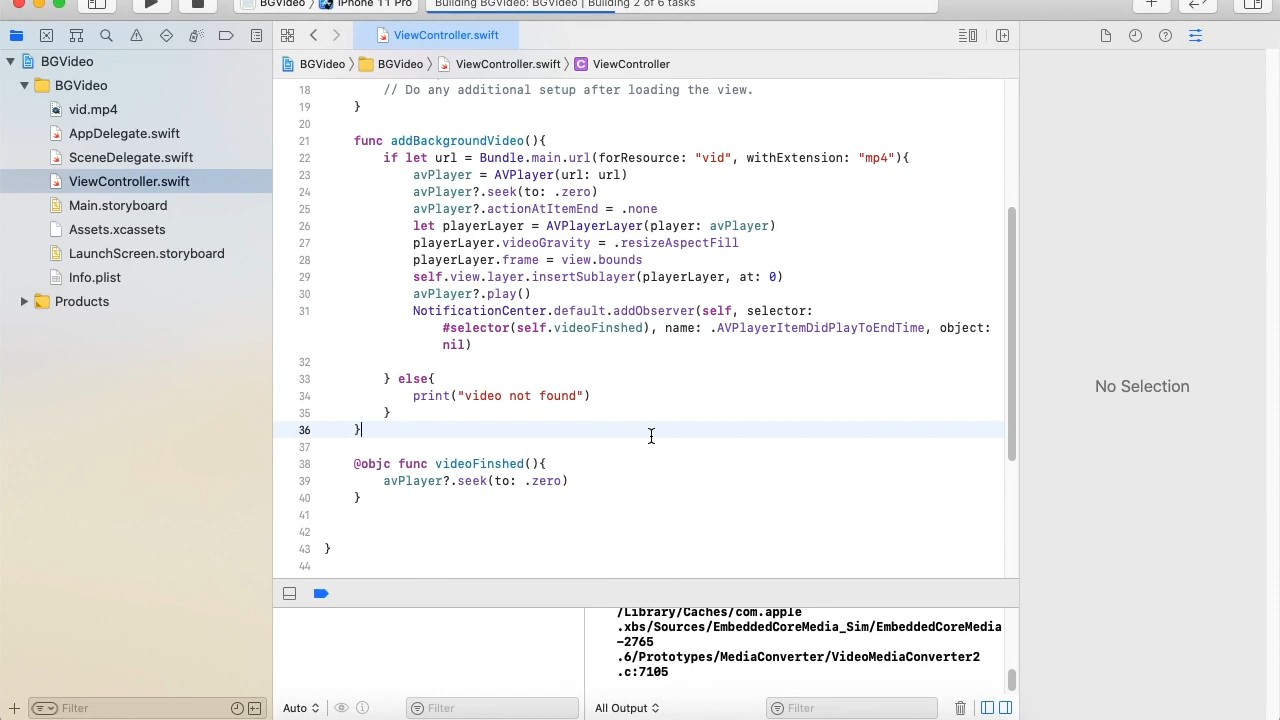 BGVideo 〉 iPhone 11 Pro
Building BGVideo: BGVideo | Building 2 of 6 tasks
ViewController.swift
BGVideo 〉 BGVideo 〉 ViewController.swift 〉 C ViewController
BGVideo
BGVideo
vid.mp4
AppDelegate.swift
SceneDelegate.swift
ViewController.swift
Main.storyboard
Assets.xcassets
LaunchScreen.storyboard
Info.plist
Products
18 // Do any additional setup after loading the view.
19 }
20
21 func addBackgroundVideo(){
22 if let url = Bundle.main.url(forResource: "vid", withExtension: "mp4"){
23 avPlayer = AVPlayer(url: url)
24 avPlayer?.seek(to: .zero)
25 avPlayer?.actionAtItemEnd = .none
26 let playerLayer = AVPlayerLayer(player: avPlayer)
27 playerLayer.videoGravity = .resizeAspectFill
28 playerLayer.frame = view.bounds
29 self.view.layer.insertSublayer(playerLayer, at: 0)
30 avPlayer?.play()
31 NotificationCenter.default.addObserver(self, selector:
#selector(self.videoFinshed), name: .AVPlayerItemDidPlayToEndTime, object:
nil)
32
33 } else{
34 print("video not found")
35 }
36 }
37
38 @objc func videoFinshed(){
39 avPlayer?.seek(to: .zero)
40 }
41
42
43 }
44
No Selection
/Library/Caches/com.apple
.xbs/Sources/EmbeddedCoreMedia_Sim/EmbeddedCoreMedia
-2765
.6/Prototypes/MediaConverter/VideoMediaConverter2
.c:7105
Filter
Auto
Filter
All Output
Filter